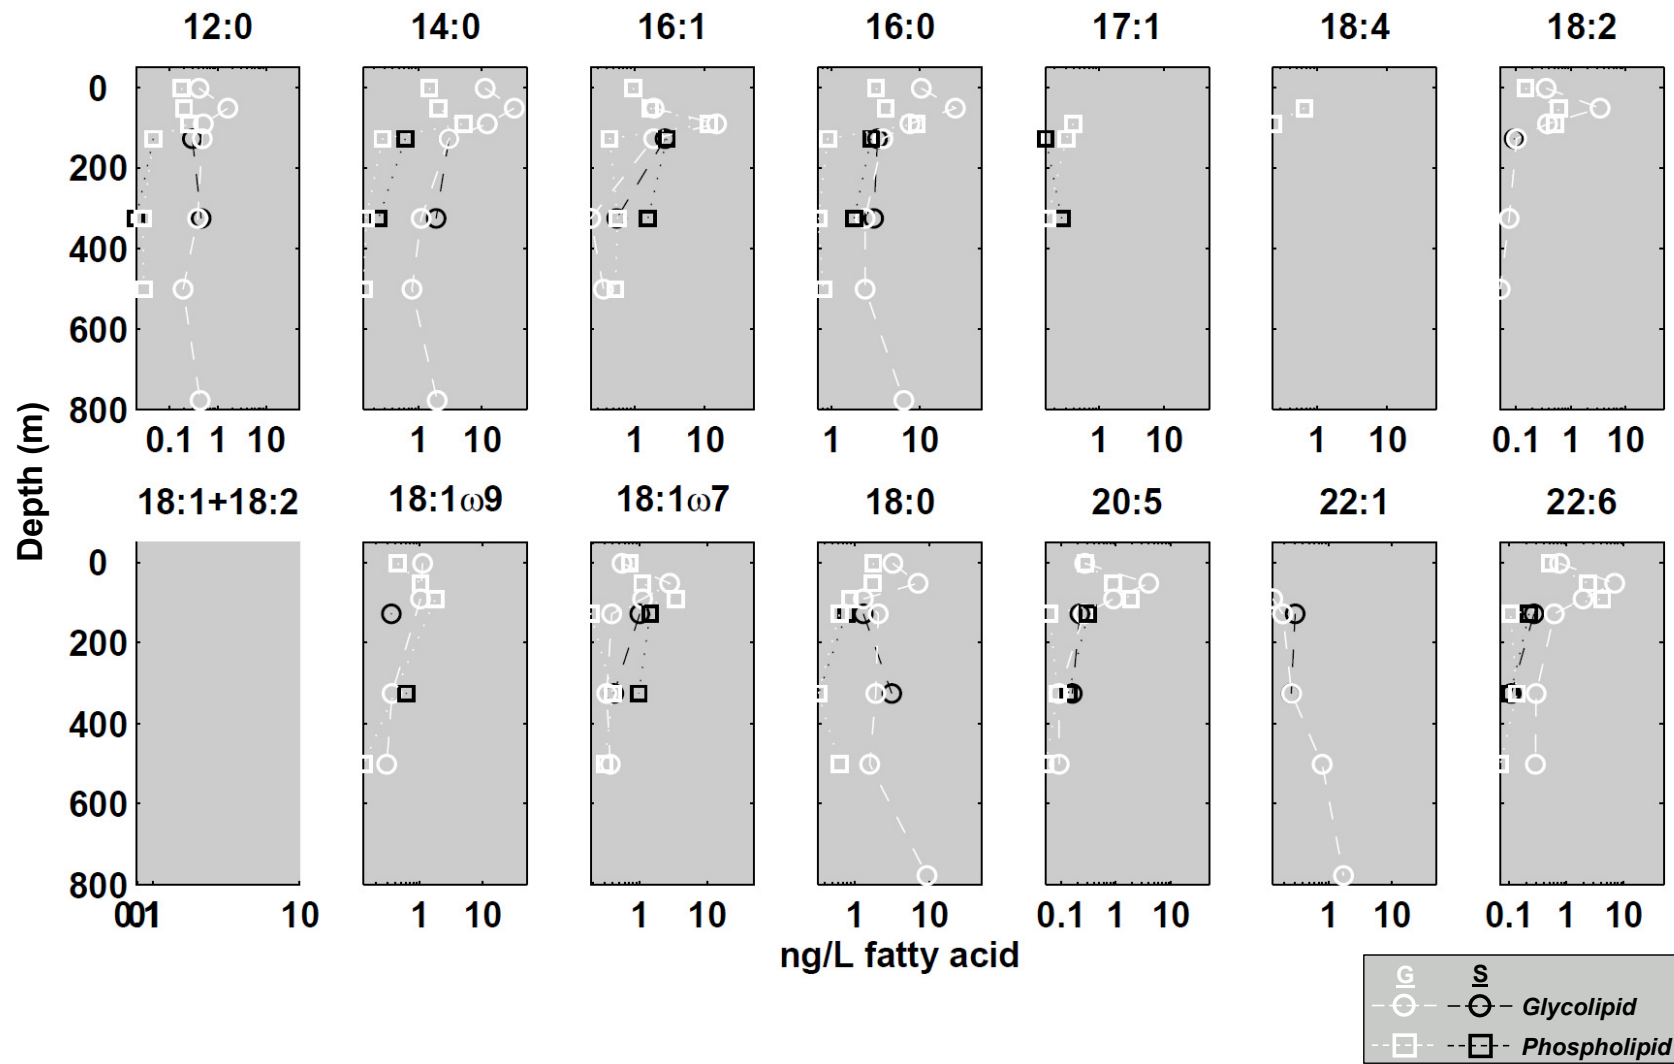 12:0 14:0 16:1 16:0 17:1 18:4 18:2
0
200
400
600
800
0.1 1 10 1 10 1 10 1 10 1 10 1 10 0.1 1 10
Depth (m)
18:1+18:2 18:1ω9 18:1ω7 18:0 20:5 22:1 22:6
0
200
400
600
800
0.1 10 1 10 1 10 1 10 0.1 1 10 1 10 0.1 1 10
ng/L fatty acid
G S
Glycolipid
Phospholipid